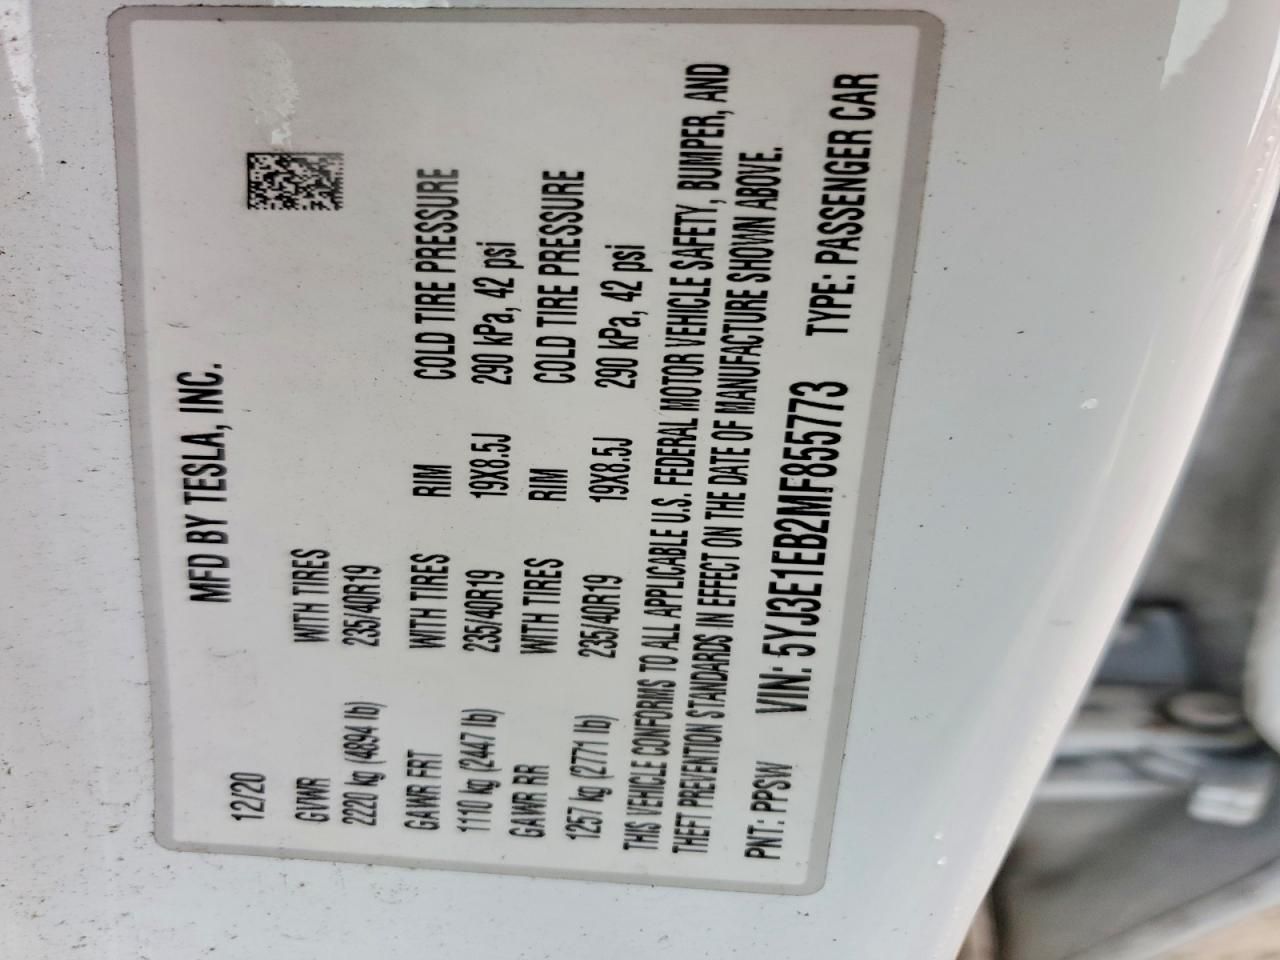 MFD BY TESLA, INC.
12/20
GVWR WITH TIRES
2220 kg (4894 lb) 235/40R19
GAWR FRT WITH TIRES RIM COLD TIRE PRESSURE
1110 kg (2447 lb) 235/40R19 19X8.5J 290 kPa, 42 psi
GAWR RR WITH TIRES RIM COLD TIRE PRESSURE
1257 kg (2771 lb) 235/40R19 19X8.5J 290 kPa, 42 psi
THIS VEHICLE CONFORMS TO ALL APPLICABLE U.S. FEDERAL MOTOR VEHICLE SAFETY, BUMPER, AND
THEFT PREVENTION STANDARDS IN EFFECT ON THE DATE OF MANUFACTURE SHOWN ABOVE.
PNT: PPSW VIN: 5YJ3E1EB2MF855773 TYPE: PASSENGER CAR